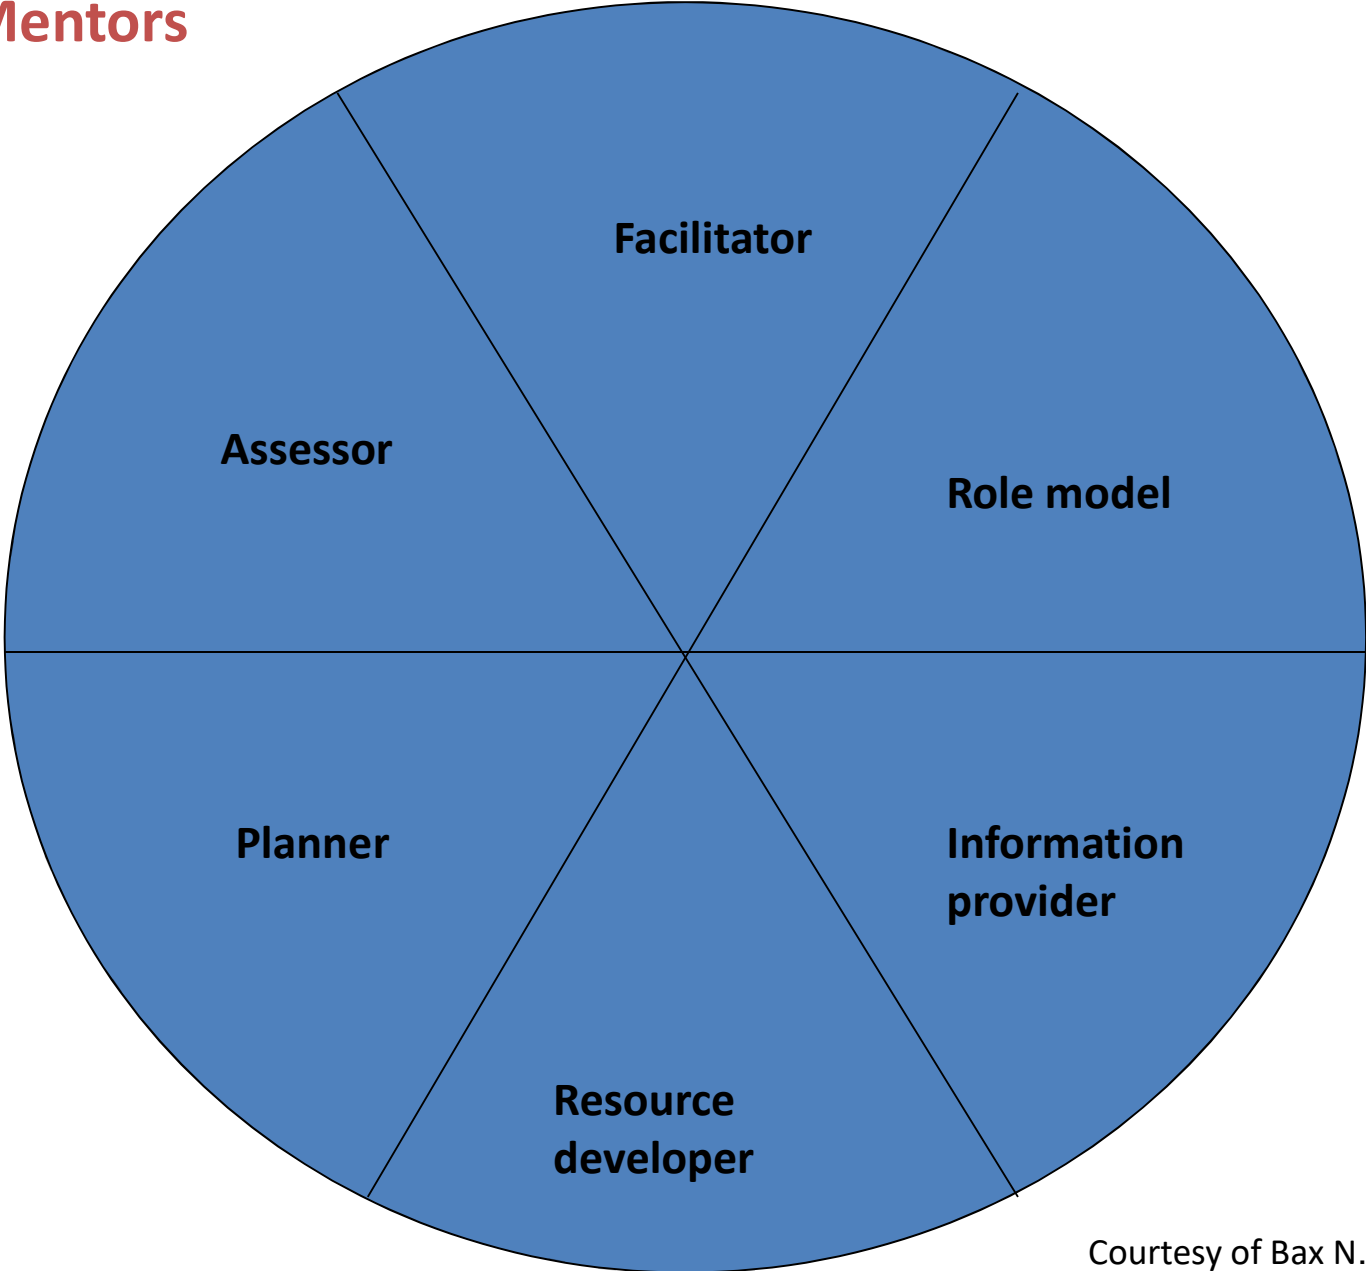 Mentors
Facilitator
Assessor
Role model
Planner
Information
provider
Resource
developer
Courtesy of Bax N.